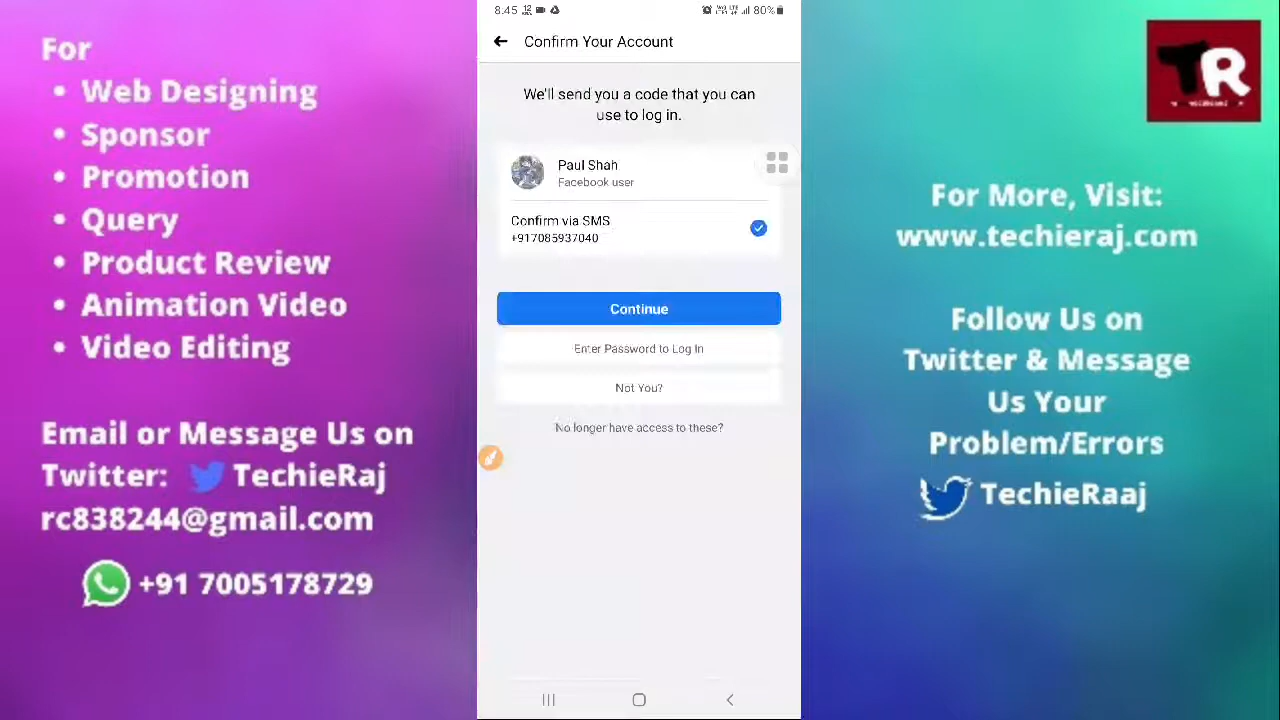 For
• Web Designing
• Sponsor
• Promotion
• Query
• Product Review
• Animation Video
• Video Editing
Email or Message Us on
Twitter: TechieRaj
rc838244@gmail.com
+91 7005178729
8:45
80%
Confirm Your Account
We'll send you a code that you can
use to log in.
Paul Shah
Facebook user
Confirm via SMS
+917085937040
Continue
Enter Password to Log In
Not You?
No longer have access to these?
TR
For More, Visit:
www.techieraj.com
Follow Us on
Twitter & Message
Us Your
Problem/Errors
TechieRaaj